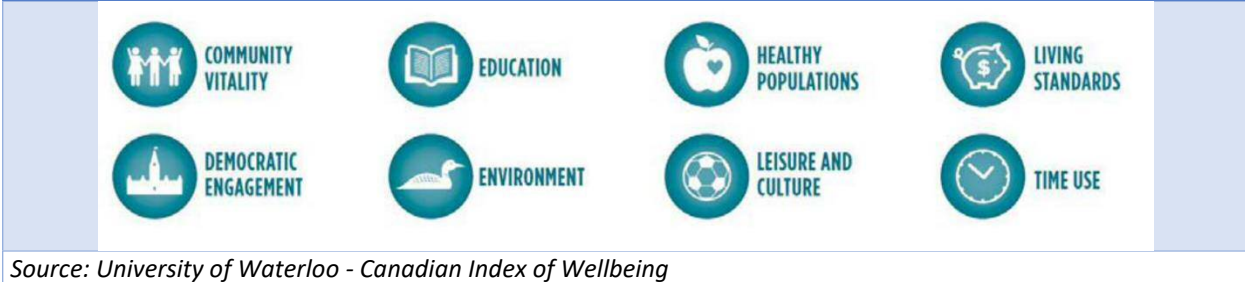 COMMUNITY
VITALITY
EDUCATION
HEALTHY
POPULATIONS
$
LIVING
STANDARDS
DEMOCRATIC
ENGAGEMENT
ENVIRONMENT
LEISURE AND
CULTURE
TIME USE
Source: University of Waterloo - Canadian Index of Wellbeing